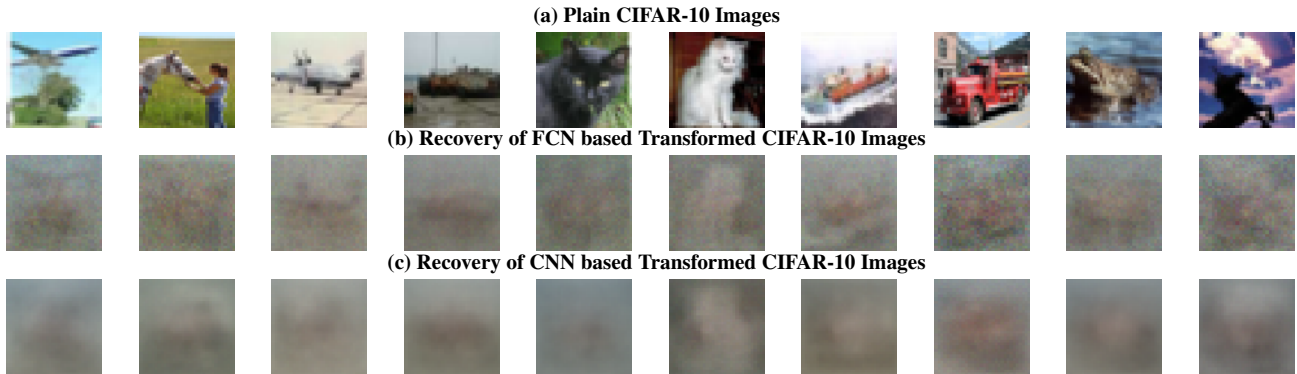 (a) Plain CIFAR-10 Images
(b) Recovery of FCN based Transformed CIFAR-10 Images
(c) Recovery of CNN based Transformed CIFAR-10 Images